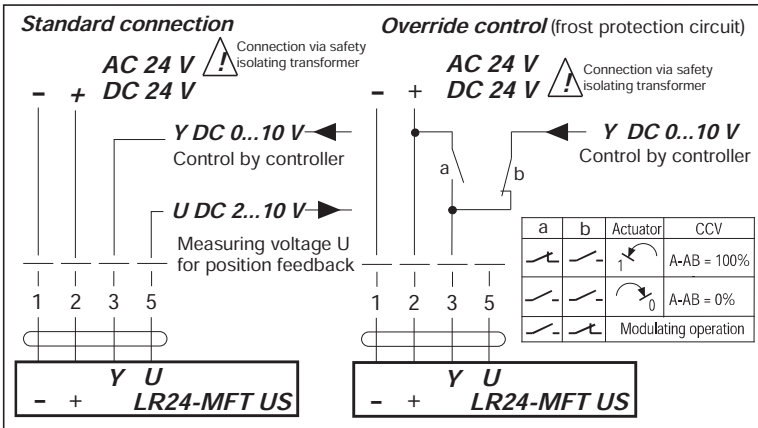 Standard connection
AC 24 V
DC 24 V
Connection via safety
isolating transformer
!
- +
Y DC 0...10 V
Control by controller
U DC 2...10 V
Measuring voltage U
for position feedback
1 2 3 5
Y U
- + LR24-MFT US
Override control (frost protection circuit)
AC 24 V
DC 24 V
Connection via safety
isolating transformer
!
- +
Y DC 0...10 V
Control by controller
a
b
a b Actuator CCV
1 A-AB = 100%
0 A-AB = 0%
Modulating operation
1 2 3 5
Y U
- + LR24-MFT US